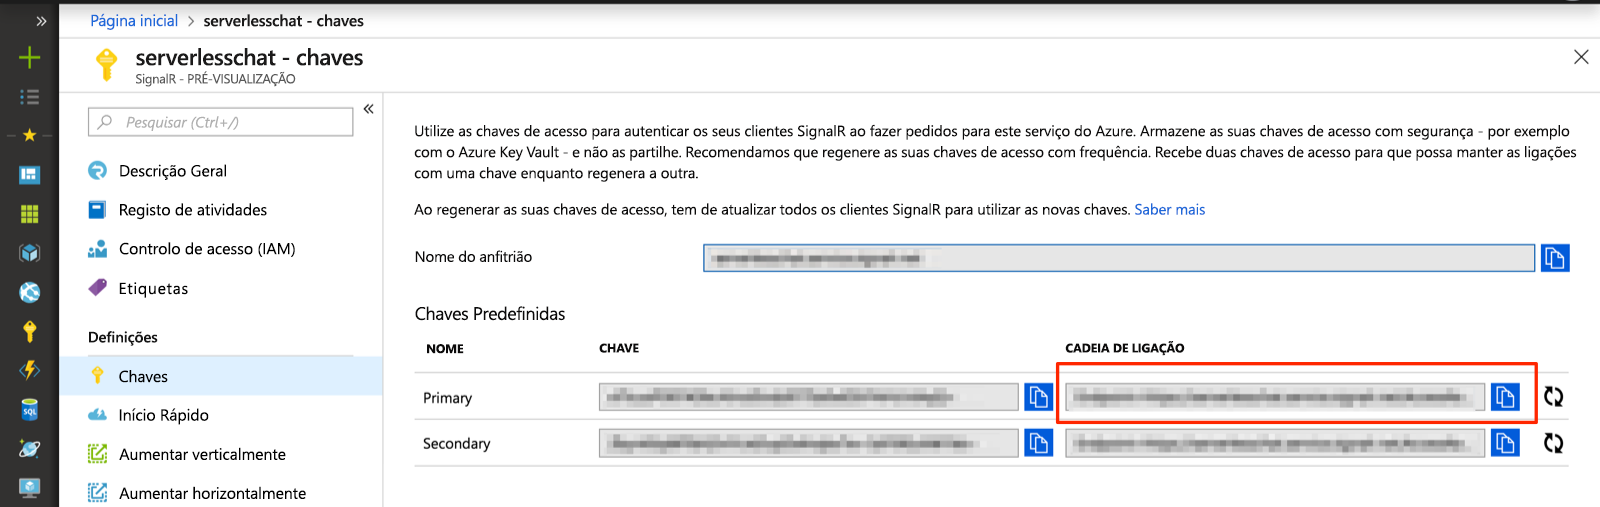 Página inicial > serverlesschat - chaves
serverlesschat - chaves
SignalR - PRÉ-VISUALIZAÇÃO
Pesquisar (Ctrl+/)
Descrição Geral
Registo de atividades
Controlo de acesso (IAM)
Etiquetas
Definições
Chaves
Início Rápido
Aumentar verticalmente
Aumentar horizontalmente
Utilize as chaves de acesso para autenticar os seus clientes SignalR ao fazer pedidos para este serviço do Azure. Armazene as suas chaves de acesso com segurança - por exemplo
com o Azure Key Vault - e não as partilhe. Recomendamos que regenere as suas chaves de acesso com frequência. Recebe duas chaves de acesso para que possa manter as ligações
com uma chave enquanto regenera a outra.
Ao regenerar as suas chaves de acesso, tem de atualizar todos os clientes SignalR para utilizar as novas chaves. Saber mais
Nome do anfitrião
Chaves Predefinidas
NOME CHAVE CADEIA DE LIGAÇÃO
Primary
Secondary
SQL